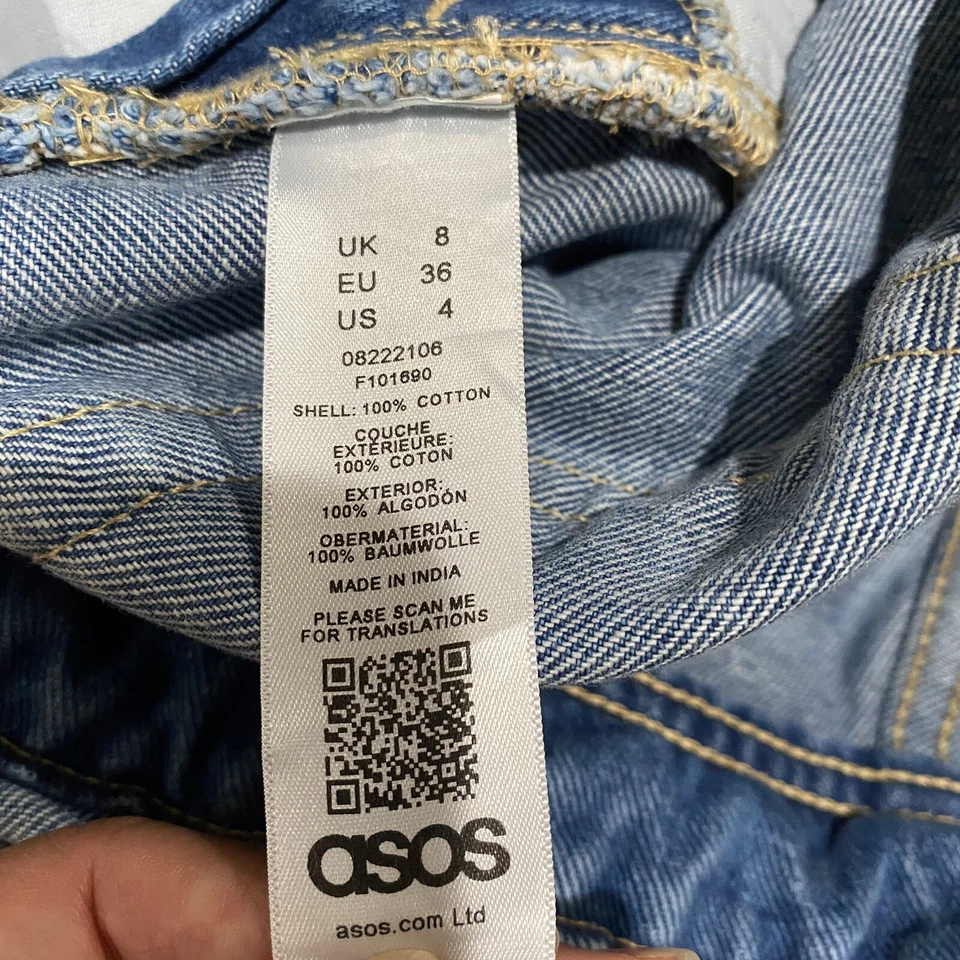 UK 8
EU 36
US 4
08222106
F101690
SHELL: 100% COTTON
COUCHE
EXTÉRIEURE:
100% COTON
EXTERIOR:
100% ALGODÓN
OBERMATERIAL:
100% BAUMWOLLE
MADE IN INDIA
PLEASE SCAN ME
FOR TRANSLATIONS
asos
asos.com Ltd